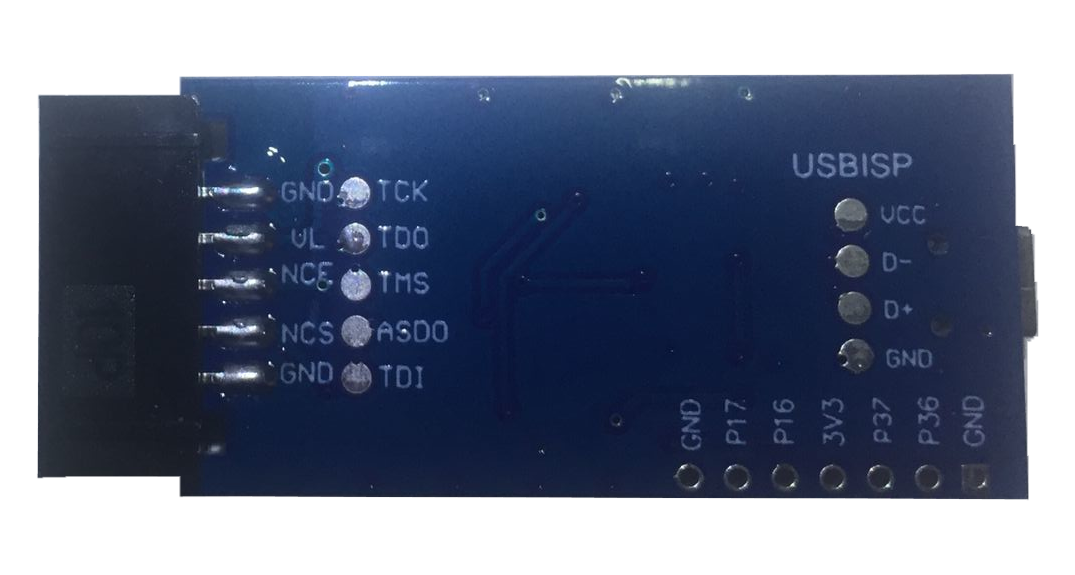 USBISP
GND TCK
VL TDO
NCE TMS
NCS ASDO
GND TDI
VCC
D-
D+
GND
GND
P17
P16
3V3
P37
P36
GND